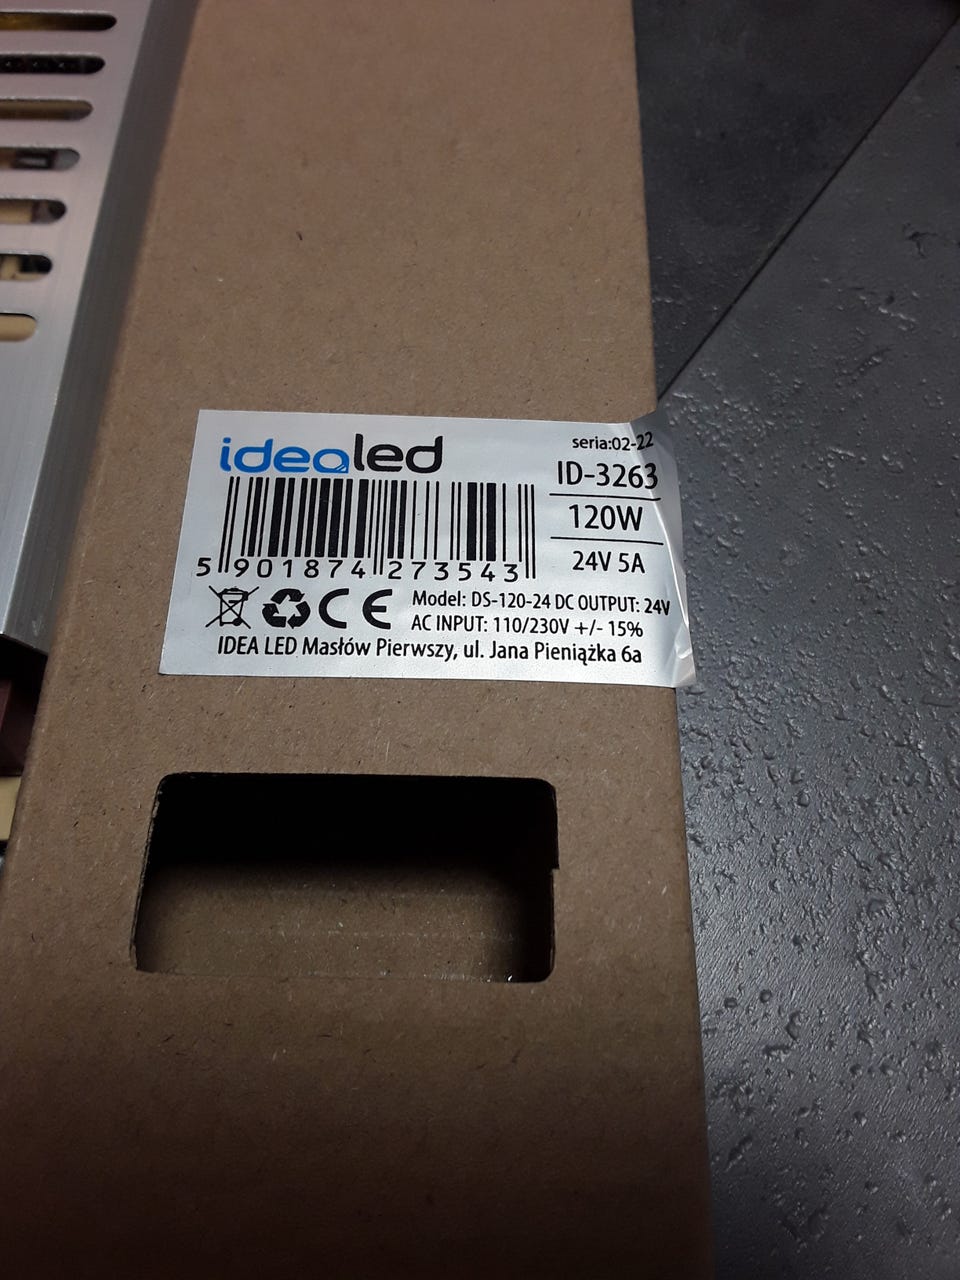 idealed
seria:02-22
ID-3263
120W
24V 5A
5 901874 273543
CE
Model: DS-120-24 DC OUTPUT: 24V
AC INPUT: 110/230V +/- 15%
IDEA LED Masłów Pierwszy, ul. Jana Pieniążka 6a